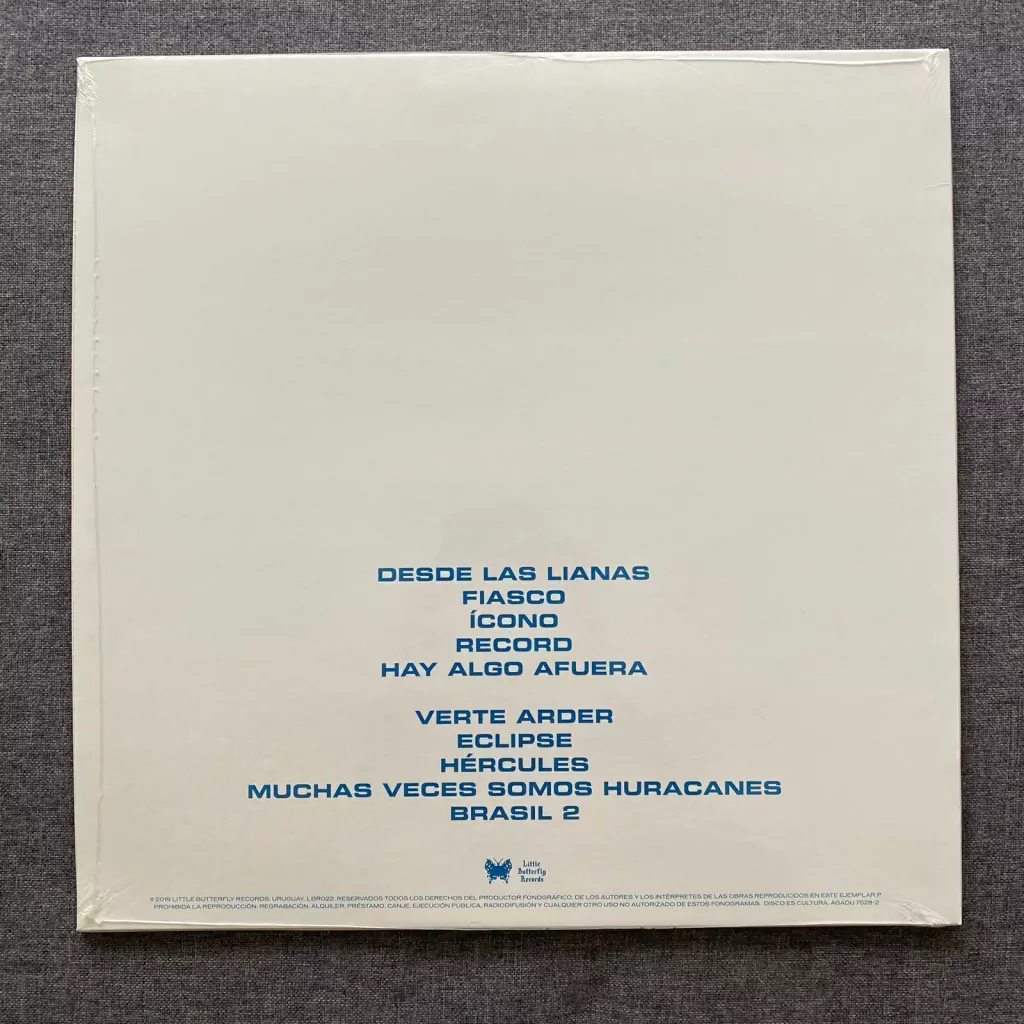 DESDE LAS LIANAS
FIASCO
ÍCONO
RECORD
HAY ALGO AFUERA
VERTE ARDER
ECLIPSE
HÉRCULES
MUCHAS VECES SOMOS HURACANES
BRASIL 2
Little
Butterfly
Records
℗ 2019 LITTLE BUTTERFLY RECORDS. URUGUAY. LBR022. RESERVADOS TODOS LOS DERECHOS DEL PRODUCTOR FONOGRÁFICO, DE LOS AUTORES Y LOS INTÉRPRETES DE LAS OBRAS REPRODUCIDOS EN ESTE EJEMPLAR. P
PROHIBIDA LA REPRODUCCIÓN, REGRABACIÓN, ALQUILER, PRÉSTAMO, CANJE, EJECUCIÓN PÚBLICA, RADIODIFUSIÓN Y CUALQUIER OTRO USO NO AUTORIZADO DE ESTOS FONOGRAMAS. DISCO ES CULTURA. AGADU 7528-2